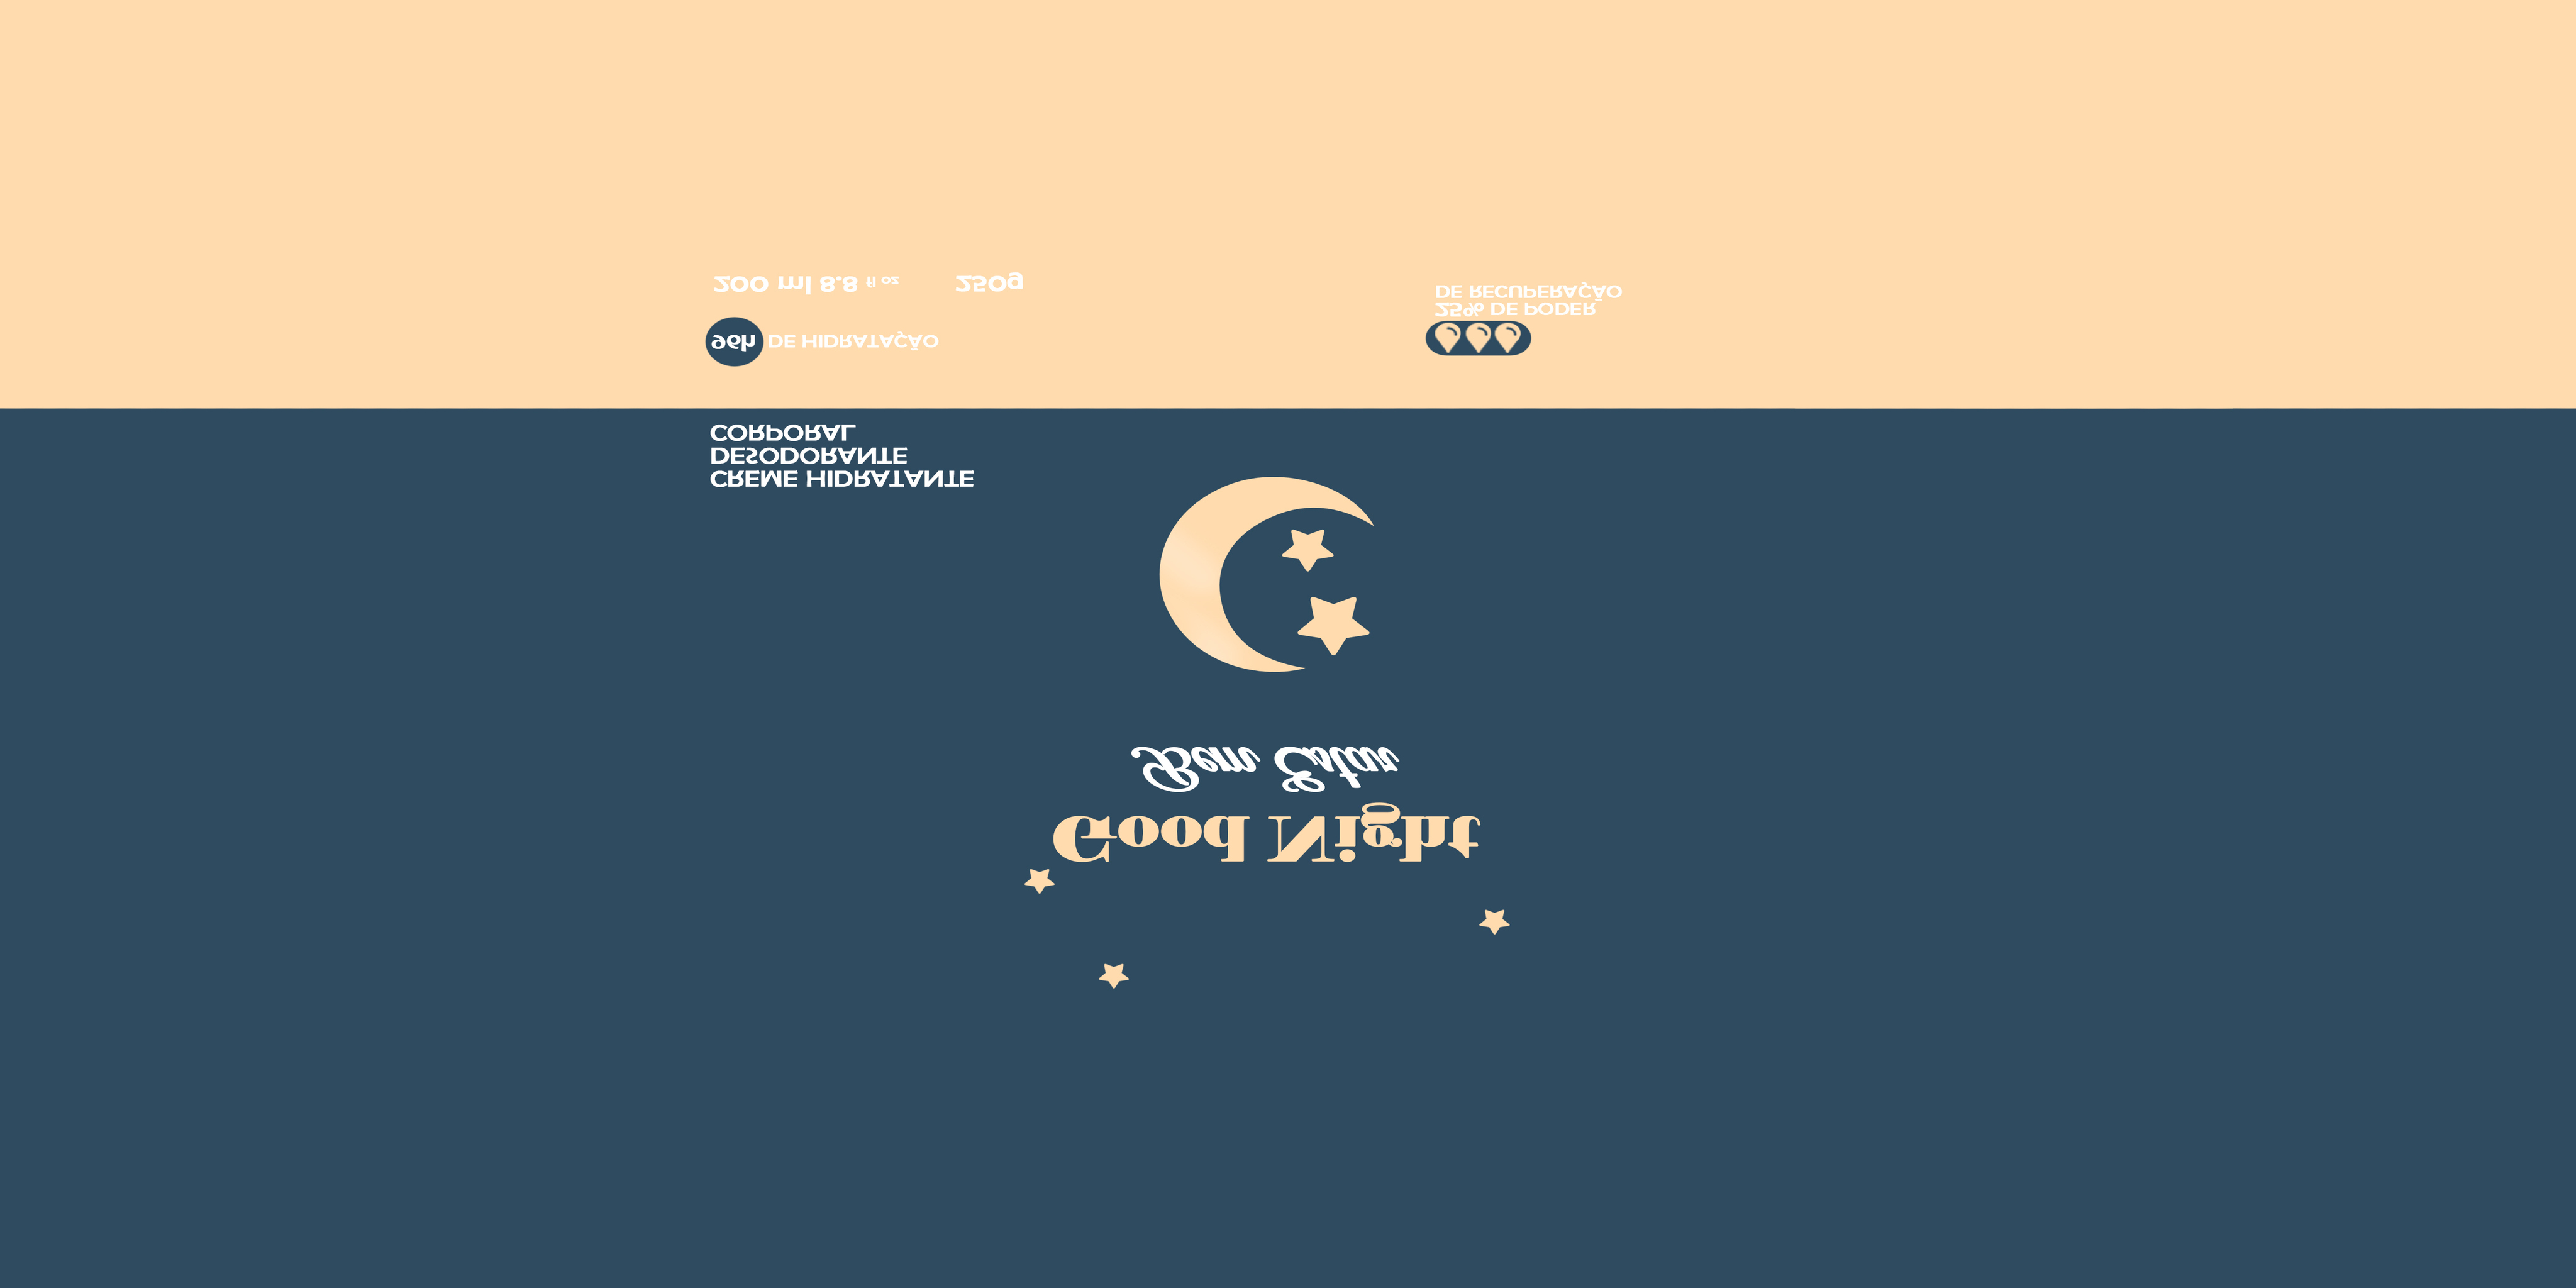 Good Night
Bem Estar
CREME HIDRATANTE
DESODORANTE
CORPORAL
96h DE HIDRATAÇÃO
200 ml 8.8 fl oz 250g
25% DE PODER
DE RECUPERAÇÃO